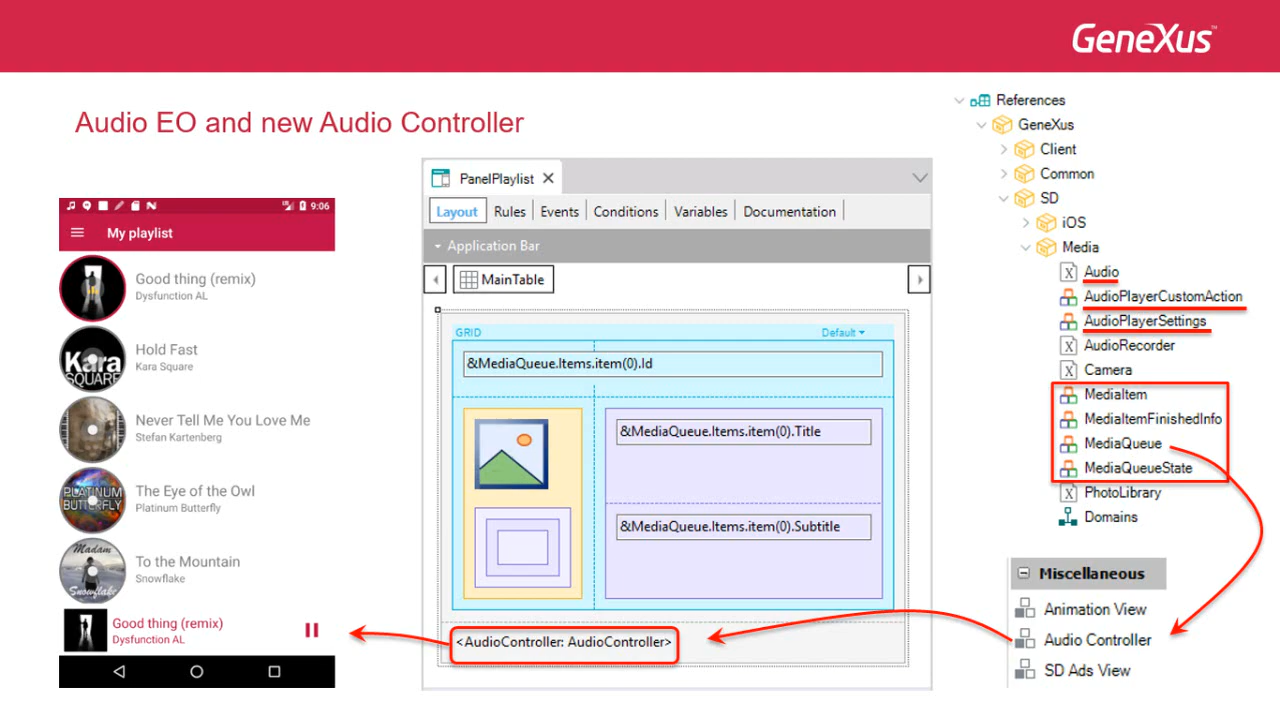 GeneXus™
Audio EO and new Audio Controller
9:06
My playlist
Good thing (remix)
Dysfunction AL
Kara
SQUARE
Hold Fast
Kara Square
Never Tell Me You Love Me
Stefan Kartenberg
PLATINUM
BUTTERFLY
The Eye of the Owl
Platinum Butterfly
Madam
Snowflake
To the Mountain
Snowflake
Good thing (remix)
Dysfunction AL
PanelPlaylist
Layout Rules Events Conditions Variables Documentation
Application Bar
MainTable
GRID
Default
&MediaQueue.Items.item(0).Id
&MediaQueue.Items.item(0).Title
&MediaQueue.Items.item(0).Subtitle
<AudioController: AudioController>
References
GeneXus
Client
Common
SD
iOS
Media
Audio
AudioPlayerCustomAction
AudioPlayerSettings
AudioRecorder
Camera
MediaItem
MediaItemFinishedInfo
MediaQueue
MediaQueueState
PhotoLibrary
Domains
Miscellaneous
Animation View
Audio Controller
SD Ads View